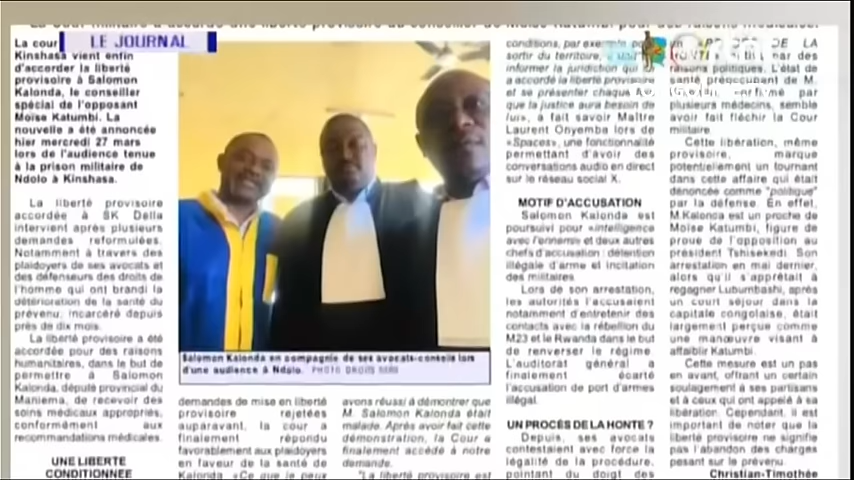 LE JOURNAL
La cour
Kinshasa vient enfin
d'accorder la liberté
provisoire à Salomon
Kalonda, le conseiller
spécial de l'opposant
Moïse Katumbi. La
nouvelle a été annoncée
hier mercredi 27 mars
lors de l'audience tenue
à la prison militaire de
Ndolo à Kinshasa.
La liberté provisoire
accordée à SK Della
intervient après plusieurs
demandes reformulées.
Notamment à travers des
plaidoyers de ses avocats et
des défenseurs des droits de
l'homme qui ont brandi la
détérioration de la santé du
prévenu, incarcéré depuis
près de dix mois.
La liberté provisoire a été
accordée pour des raisons
humanitaires, dans le but de
permettre à Salomon
Kalonda, député provincial du
Maniema, de recevoir des
soins médicaux appropriés,
conformément aux
recommandations médicales.
UNE LIBERTE
CONDITIONNEE
Salomon Kalonda en compagnie de ses avocats-conseils lors
d'une audience à Ndolo. PHOTO DROITS TIERS
demandes de mise en liberté
provisoire rejetées
auparavant, la cour a
finalement répondu
favorablement aux plaidoyers
en faveur de la santé de
Kalonda. «Ce que je peux
avons réussi à démontrer que
M. Salomon Kalonda était
malade. Après avoir fait cette
démonstration, la Cour a
finalement accédé à notre
demande.
"La liberté provisoire est
conditions, par exemple
sortir du territoire,
informer la juridiction qui
a accordé la liberté provisoire
et se présenter chaque
que la justice aura besoin de
lui», a fait savoir Maître
Laurent Onyemba lors de
«Spaces», une fonctionnalité
permettant d'avoir des
conversations audio en direct
sur le réseau social X.
MOTIF D'ACCUSATION
Salomon Kalonda est
poursuivi pour «intelligence
avec l'ennemi» et deux autres
chefs d'accusation: détention
illégale d'arme et incitation
des militaires.
Lors de son arrestation,
les autorités l'accusaient
notamment d'entretenir des
contacts avec la rébellion du
M23 et le Rwanda dans le but
de renverser le régime.
L'auditorat général a
finalement écarté
l'accusation de port d'armes
illégal.
UN PROCÈS DE LA HONTE ?
Depuis, ses avocats
contestaient avec force la
légalité de la procédure,
pointant du doigt des
DE LA
par des
raisons politiques. L'état de
santé préoccupant de M.
par
plusieurs médecins, semble
avoir fait fléchir la Cour
militaire.
Cette libération, même
provisoire, marque
potentiellement un tournant
dans cette affaire qui était
dénoncée comme "politique"
par la défense. En effet,
M.Kalonda est un proche de
Moïse Katumbi, figure de
proue de l'opposition au
président Tshisekedi. Son
arrestation en mai dernier,
alors qu'il s'apprêtait à
regagner Lubumbashi, après
un court séjour dans la
capitale congolaise, était
largement perçue comme
une manœuvre visant à
affaiblir Katumbi.
Cette mesure est un pas
en avant, offrant un certain
soulagement à ses partisans
et à ceux qui ont appelé à sa
libération. Cependant, il est
important de noter que la
liberté provisoire ne signifie
pas l'abandon des charges
pesant sur le prévenu.
Christian-Timothée